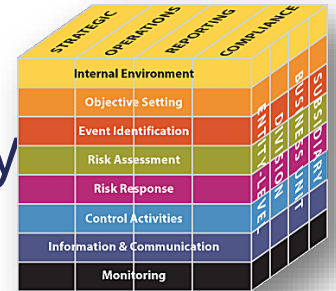 STRATEGIC
OPERATIONS
REPORTING
COMPLIANCE
Internal Environment
Objective Setting
Event Identification
Risk Assessment
Risk Response
Control Activities
Information & Communication
Monitoring
ENTITY-LEVEL
DIVISION
BUSINESS UNIT
SUBSIDIARY
y